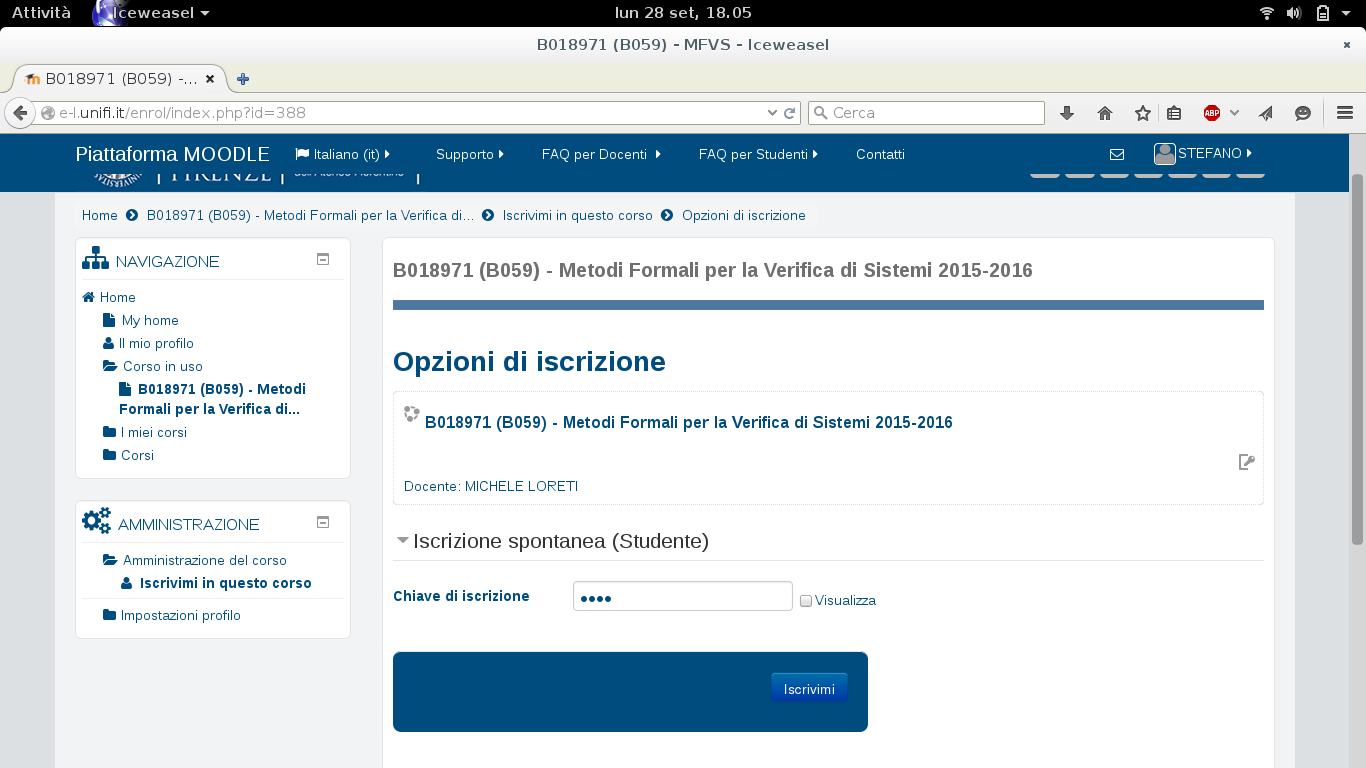 Attività Iceweasel lun 28 set, 18.05
B018971 (B059) - MFVS - Iceweasel ×
B018971 (B059) -... ×
e-l.unifi.it/enrol/index.php?id=388 Cerca ABP
Piattaforma MOODLE Italiano (it) Supporto FAQ per Docenti FAQ per Studenti Contatti STEFANO
FIRENZE
Home B018971 (B059) - Metodi Formali per la Verifica di... Iscrivimi in questo corso Opzioni di iscrizione
NAVIGAZIONE
Home
My home
Il mio profilo
Corso in uso
B018971 (B059) - Metodi
Formali per la Verifica di...
I miei corsi
Corsi
AMMINISTRAZIONE
Amministrazione del corso
Iscrivimi in questo corso
Impostazioni profilo
B018971 (B059) - Metodi Formali per la Verifica di Sistemi 2015-2016
Opzioni di iscrizione
B018971 (B059) - Metodi Formali per la Verifica di Sistemi 2015-2016
Docente: MICHELE LORETI
Iscrizione spontanea (Studente)
Chiave di iscrizione •••• Visualizza
Iscrivimi